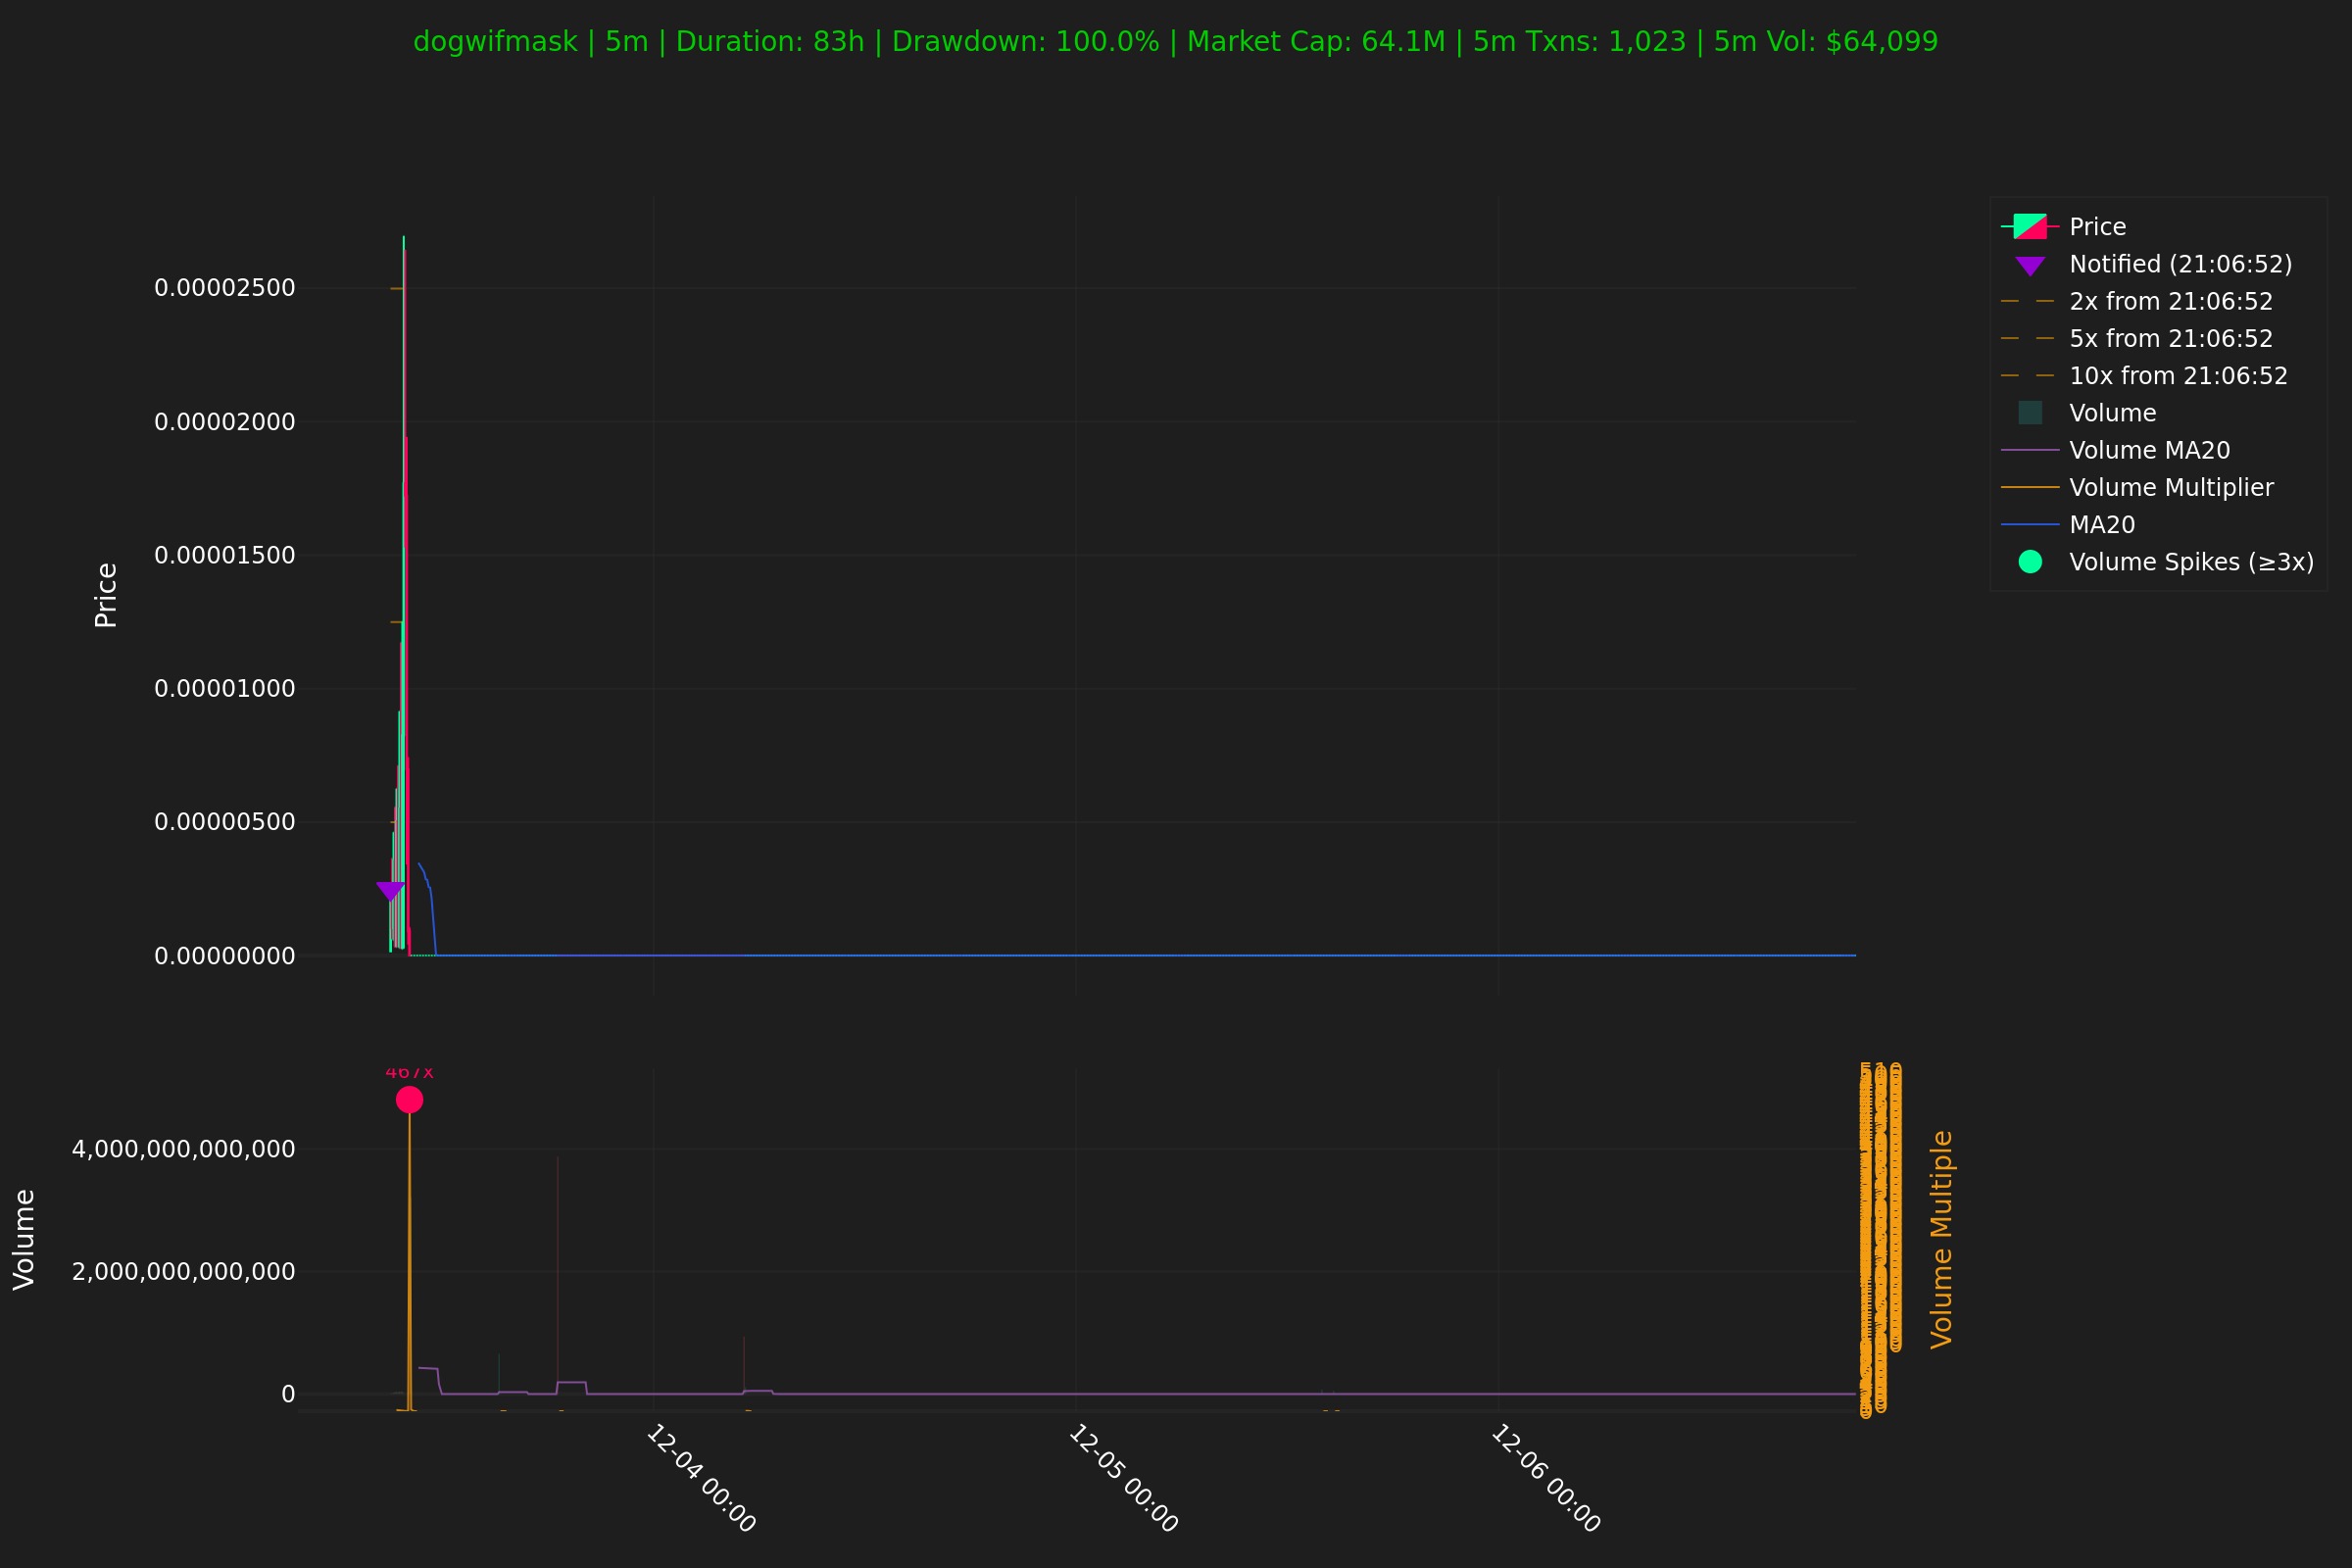 dogwifmask | 5m | Duration: 83h | Drawdown: 100.0% | Market Cap: 64.1M | 5m Txns: 1,023 | 5m Vol: $64,099
Price
0.00002500
0.00002000
0.00001500
0.00001000
0.00000500
0.00000000
Price
Notified (21:06:52)
2x from 21:06:52
5x from 21:06:52
10x from 21:06:52
Volume
Volume MA20
Volume Multiplier
MA20
Volume Spikes (≥3x)
467x
Volume
4,000,000,000,000
2,000,000,000,000
0
Volume Multiple
12-04 00:00
12-05 00:00
12-06 00:00